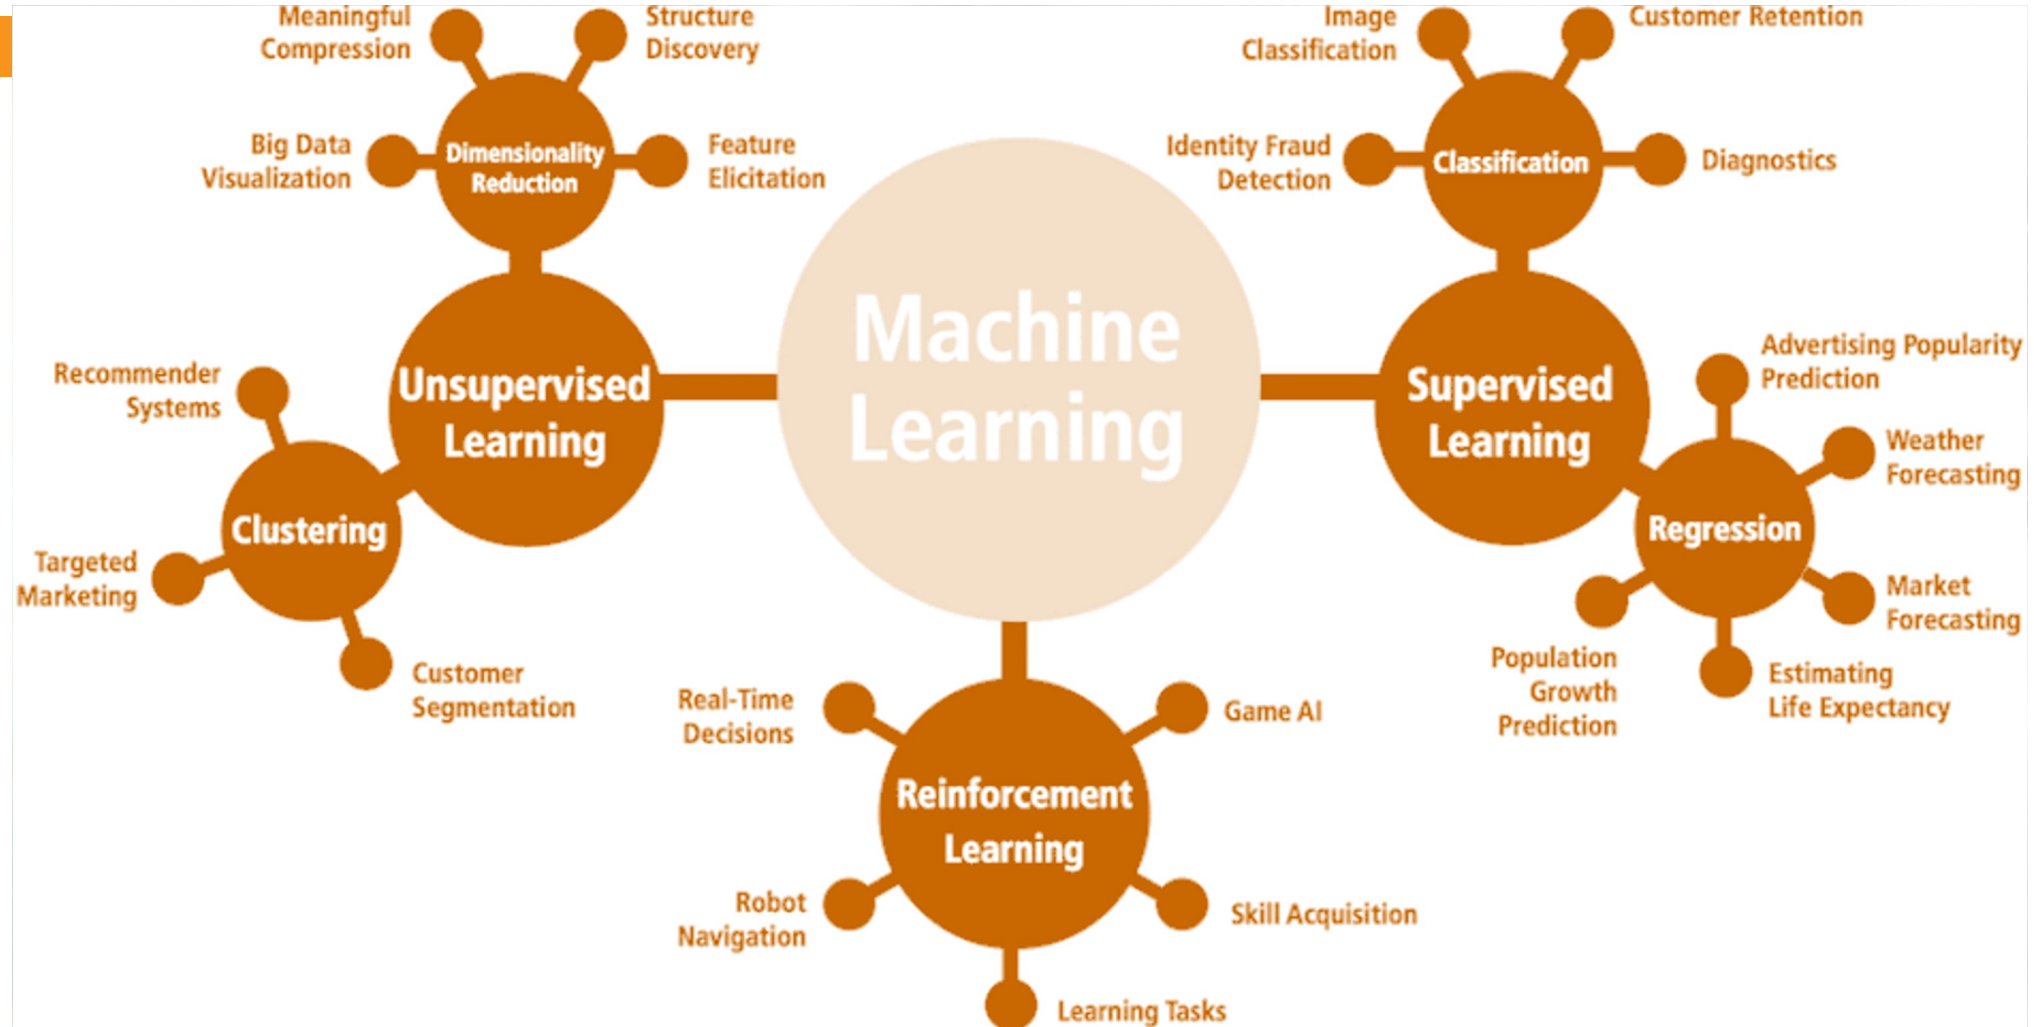 Meaningful
Compression
Structure
Discovery
Big Data
Visualization
Dimensionality
Reduction
Feature
Elicitation
Image
Classification
Customer Retention
Identity Fraud
Detection
Classification
Diagnostics
Machine
Learning
Unsupervised
Learning
Recommender
Systems
Clustering
Targeted
Marketing
Customer
Segmentation
Supervised
Learning
Advertising Popularity
Prediction
Weather
Forecasting
Regression
Market
Forecasting
Population
Growth
Prediction
Estimating
Life Expectancy
Real-Time
Decisions
Game AI
Reinforcement
Learning
Robot
Navigation
Skill Acquisition
Learning Tasks